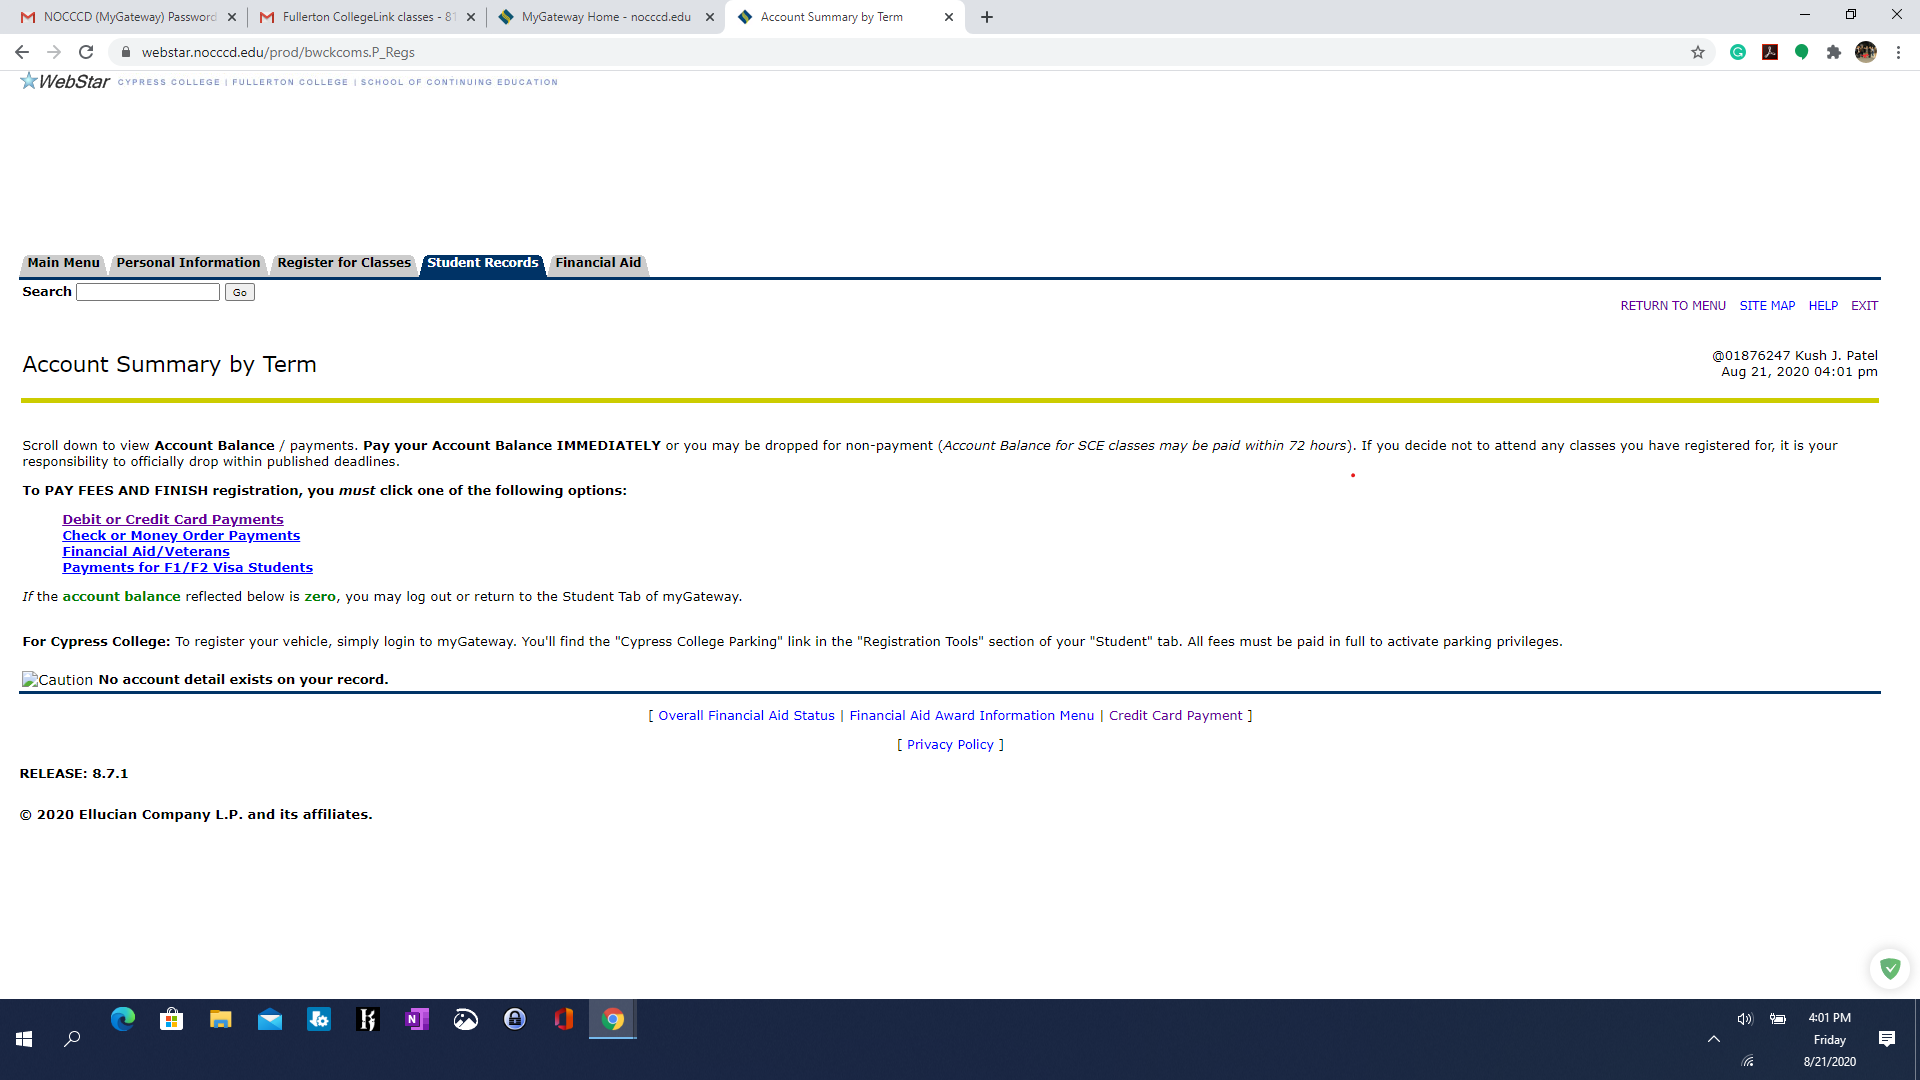 NOCCCD (MyGateway) Password
Fullerton CollegeLink classes - 81
MyGateway Home - nocccd.edu
Account Summary by Term
webstar.nocccd.edu/prod/bwckcoms.P_Regs
WebStar CYPRESS COLLEGE | FULLERTON COLLEGE | SCHOOL OF CONTINUING EDUCATION
Main Menu Personal Information Register for Classes Student Records Financial Aid
Search Go
RETURN TO MENU SITE MAP HELP EXIT
Account Summary by Term
@01876247 Kush J. Patel
Aug 21, 2020 04:01 pm
Scroll down to view Account Balance / payments. Pay your Account Balance IMMEDIATELY or you may be dropped for non-payment (Account Balance for SCE classes may be paid within 72 hours). If you decide not to attend any classes you have registered for, it is your
responsibility to officially drop within published deadlines.
To PAY FEES AND FINISH registration, you must click one of the following options:
Debit or Credit Card Payments
Check or Money Order Payments
Financial Aid/Veterans
Payments for F1/F2 Visa Students
If the account balance reflected below is zero, you may log out or return to the Student Tab of myGateway.
For Cypress College: To register your vehicle, simply login to myGateway. You'll find the "Cypress College Parking" link in the "Registration Tools" section of your "Student" tab. All fees must be paid in full to activate parking privileges.
Caution No account detail exists on your record.
[ Overall Financial Aid Status | Financial Aid Award Information Menu | Credit Card Payment ]
[ Privacy Policy ]
RELEASE: 8.7.1
© 2020 Ellucian Company L.P. and its affiliates.
4:01 PM
Friday
8/21/2020